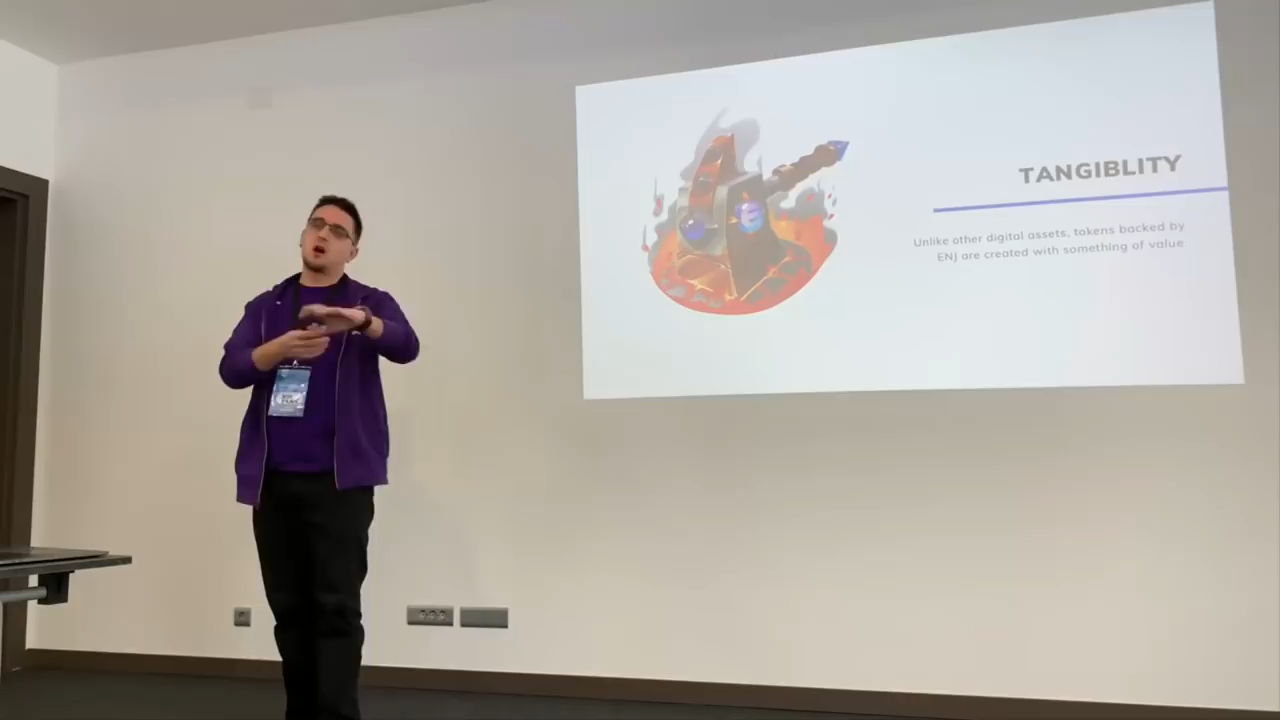 TANGIBLITY
Unlike other digital assets, tokens backed by
ENJ are created with something of value